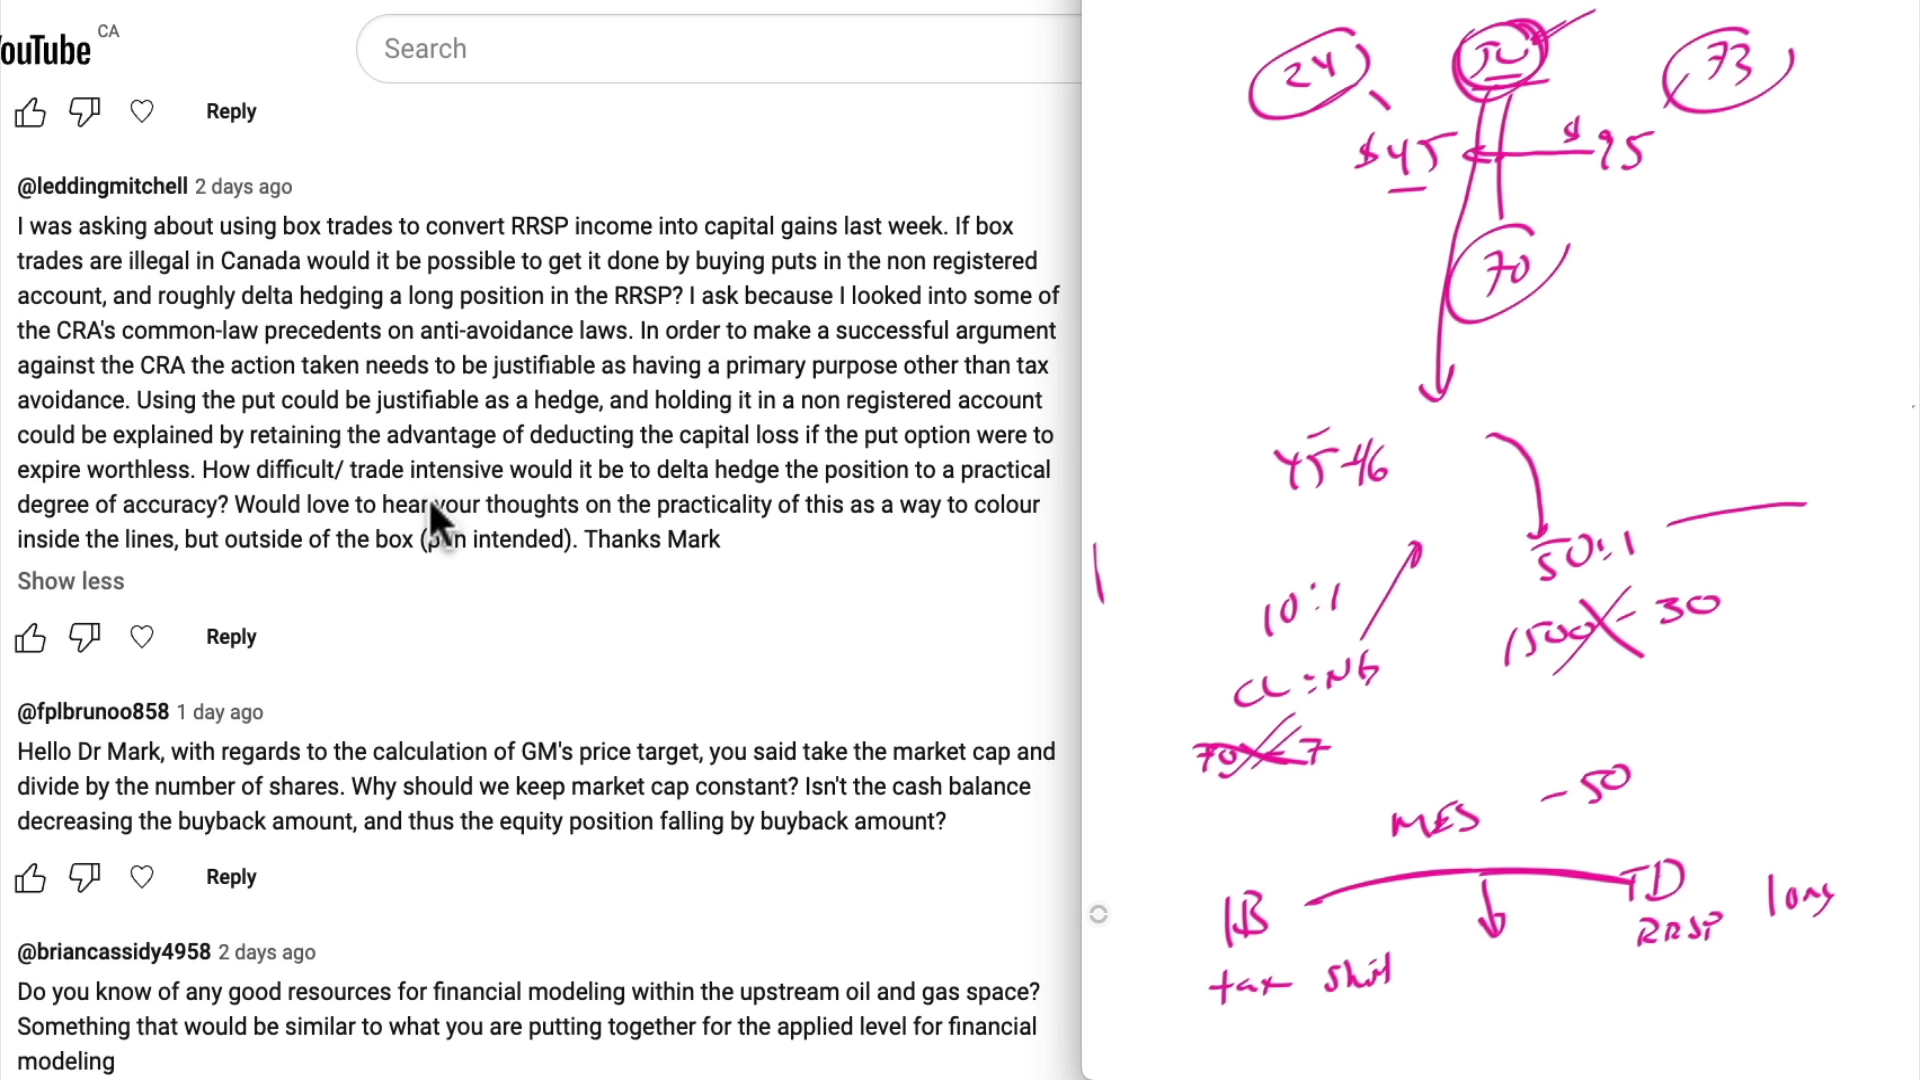 ouTube CA
Search
Reply
@leddingmitchell 2 days ago
I was asking about using box trades to convert RRSP income into capital gains last week. If box
trades are illegal in Canada would it be possible to get it done by buying puts in the non registered
account, and roughly delta hedging a long position in the RRSP? I ask because I looked into some of
the CRA's common-law precedents on anti-avoidance laws. In order to make a successful argument
against the CRA the action taken needs to be justifiable as having a primary purpose other than tax
avoidance. Using the put could be justifiable as a hedge, and holding it in a non registered account
could be explained by retaining the advantage of deducting the capital loss if the put option were to
expire worthless. How difficult/ trade intensive would it be to delta hedge the position to a practical
degree of accuracy? Would love to hear your thoughts on the practicality of this as a way to colour
inside the lines, but outside of the box (pun intended). Thanks Mark
Show less
Reply
@fplbrunoo858 1 day ago
Hello Dr Mark, with regards to the calculation of GM's price target, you said take the market cap and
divide by the number of shares. Why should we keep market cap constant? Isn't the cash balance
decreasing the buyback amount, and thus the equity position falling by buyback amount?
Reply
@briancassidy4958 2 days ago
Do you know of any good resources for financial modeling within the upstream oil and gas space?
Something that would be similar to what you are putting together for the applied level for financial
modeling
24 73
$45 $95
70
45-46
50:1
10:1
1500 - 30
CL:NG
70 7
MES -50
IB TD long
RRSP
tax